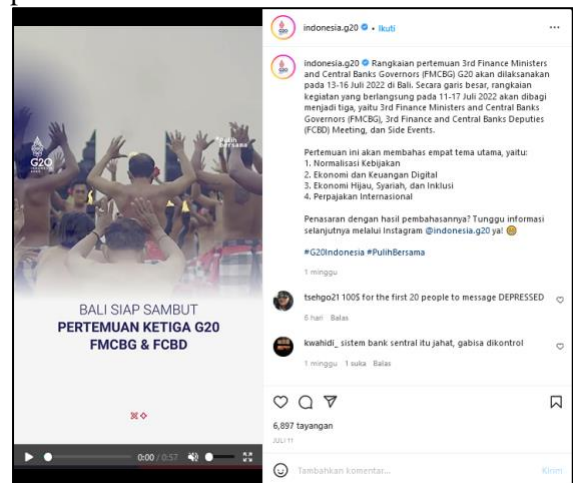 G20
BALI SIAP SAMBUT
PERTEMUAN KETIGA G20
FMCBG & FCBD
0:00 / 0:57
indonesia.g20 • Ikuti
indonesia.g20 Rangkaian pertemuan 3rd Finance Ministers
and Central Banks Governors (FMCBG) G20 akan dilaksanakan
pada 13-16 Juli 2022 di Bali. Secara garis besar, rangkaian
kegiatan yang berlangsung pada 11-17 Juli 2022 akan dibagi
menjadi tiga, yaitu 3rd Finance Ministers and Central Banks
Governors (FMCBG), 3rd Finance and Central Banks Deputies
(FCBD) Meeting, dan Side Events.
Pertemuan ini akan membahas empat tema utama, yaitu:
1. Normalisasi Kebijakan
2. Ekonomi dan Keuangan Digital
3. Ekonomi Hijau, Syariah, dan Inklusi
4. Perpajakan Internasional
Penasaran dengan hasil pembahasannya? Tunggu informasi
selanjutnya melalui Instagram @indonesia.g20 ya! 😊
#G20Indonesia #PulihBersama
1 minggu
tsehgo21 100$ for the first 20 people to message DEPRESSED
6 hari Balas
kwahidi_ sistem bank sentral itu jahat, gabisa dikontrol
1 minggu 1 suka Balas
6,897 tayangan
JULI 11
Tambahkan komentar...
Kirim